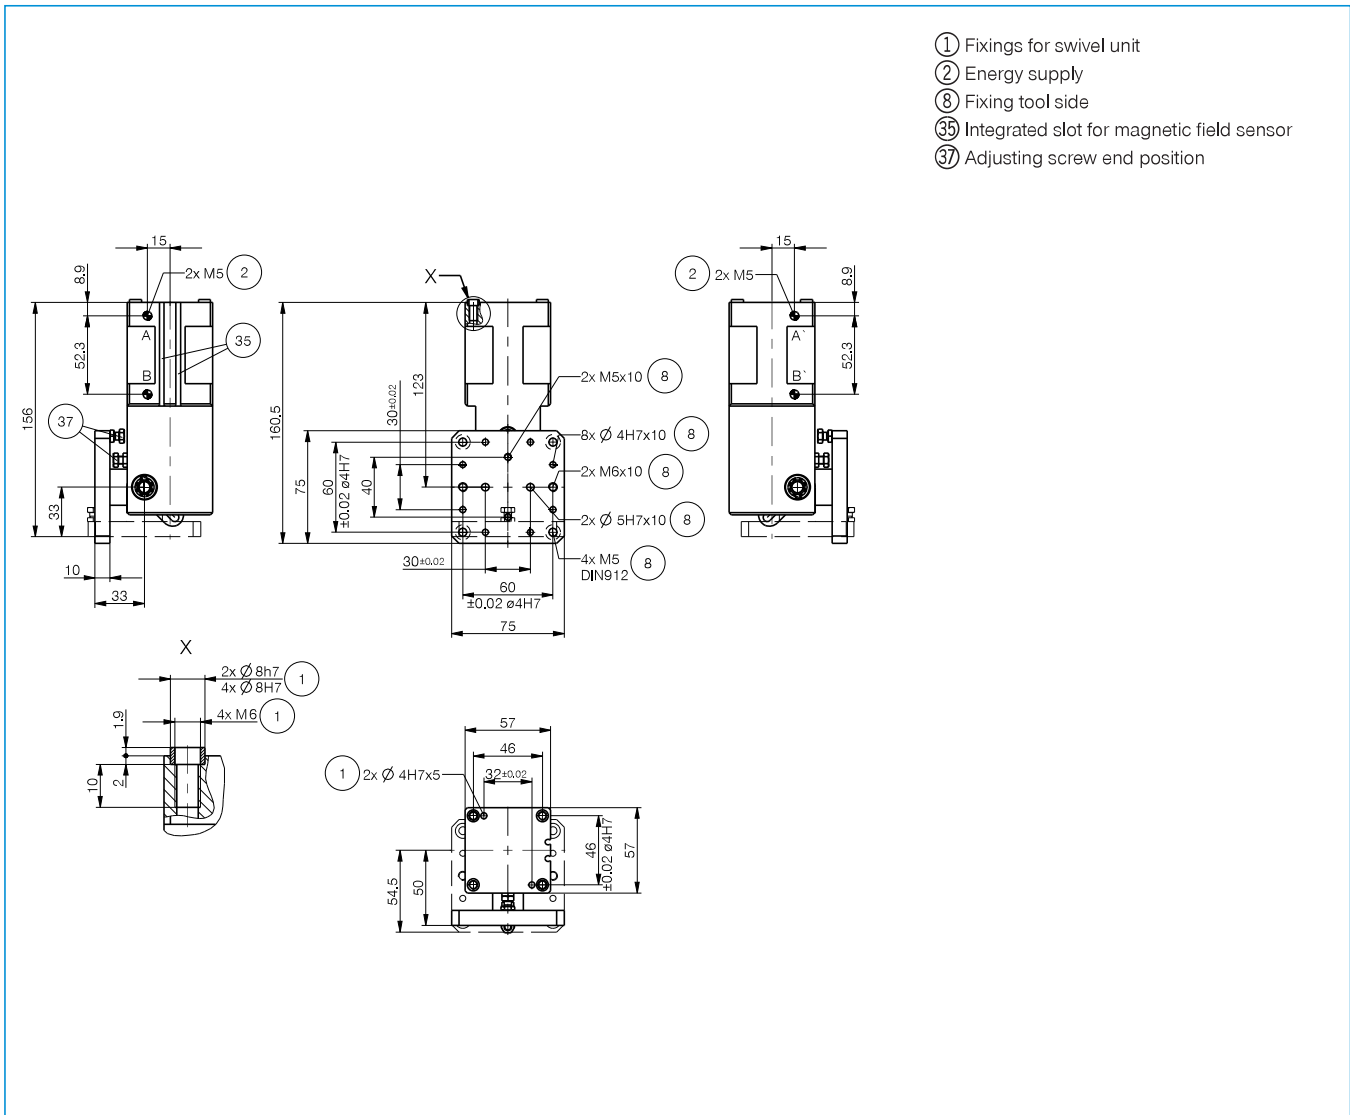 1 Fixings for swivel unit
2 Energy supply
8 Fixing tool side
35 Integrated slot for magnetic field sensor
37 Adjusting screw end position
15
8.9
2x M5 2
A
B
52.3
156
35
37
33
10
33
X
160.5
123
30±0.02
75
60
±0.02 ø4H7
40
2x M5x10 8
8x Ø 4H7x10 8
2x M6x10 8
2x Ø 5H7x10 8
4x M5 8
DIN912
30±0.02
60
±0.02 ø4H7
75
15
2 2x M5
8.9
A`
B`
52.3
X
2x Ø 8h7
4x Ø 8H7
1
4x M6 1
1.9
2
10
57
46
32±0.02
1 2x Ø 4H7x5
46
±0.02 ø4H7
57
54.5
50